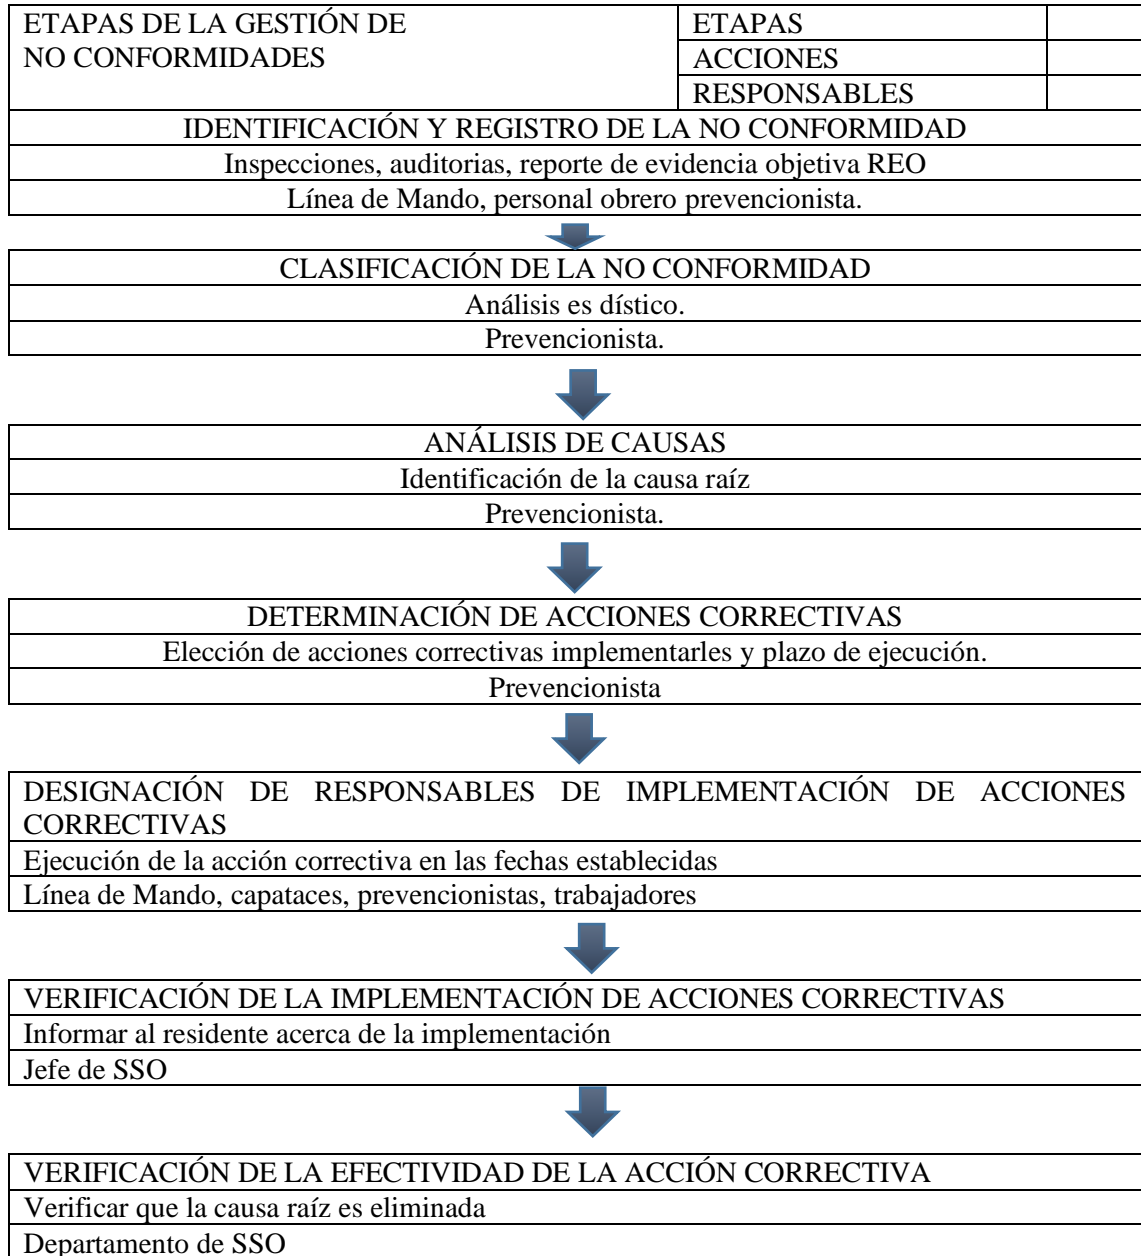 ETAPAS DE LA GESTIÓN DE
NO CONFORMIDADES
ETAPAS
ACCIONES
RESPONSABLES
IDENTIFICACIÓN Y REGISTRO DE LA NO CONFORMIDAD
Inspecciones, auditorias, reporte de evidencia objetiva REO
Línea de Mando, personal obrero prevencionista.
CLASIFICACIÓN DE LA NO CONFORMIDAD
Análisis es dístico.
Prevencionista.
ANÁLISIS DE CAUSAS
Identificación de la causa raíz
Prevencionista.
DETERMINACIÓN DE ACCIONES CORRECTIVAS
Elección de acciones correctivas implementarles y plazo de ejecución.
Prevencionista
DESIGNACIÓN DE RESPONSABLES DE IMPLEMENTACIÓN DE ACCIONES
CORRECTIVAS
Ejecución de la acción correctiva en las fechas establecidas
Línea de Mando, capataces, prevencionistas, trabajadores
VERIFICACIÓN DE LA IMPLEMENTACIÓN DE ACCIONES CORRECTIVAS
Informar al residente acerca de la implementación
Jefe de SSO
VERIFICACIÓN DE LA EFECTIVIDAD DE LA ACCIÓN CORRECTIVA
Verificar que la causa raíz es eliminada
Departamento de SSO